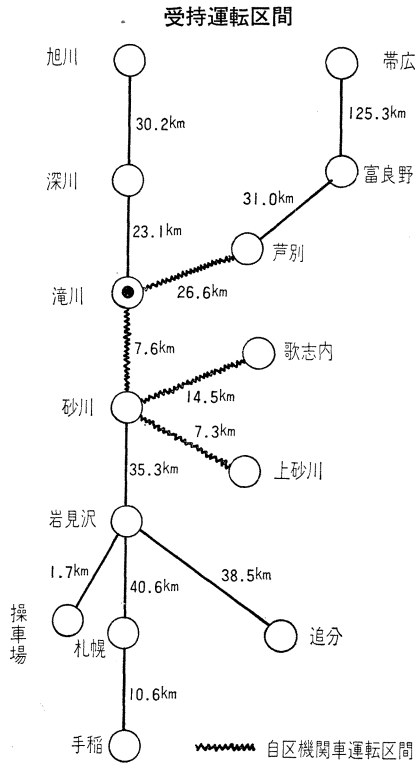 受持運転区間
旭川
帯広
30.2km
125.3km
深川
富良野
31.0km
23.1km
芦別
滝川
26.6km
7.6km
歌志内
14.5km
砂川
7.3km
35.3km
上砂川
岩見沢
1.7km
40.6km
38.5km
操車場
札幌
追分
10.6km
手稲
自区機関車運転区間